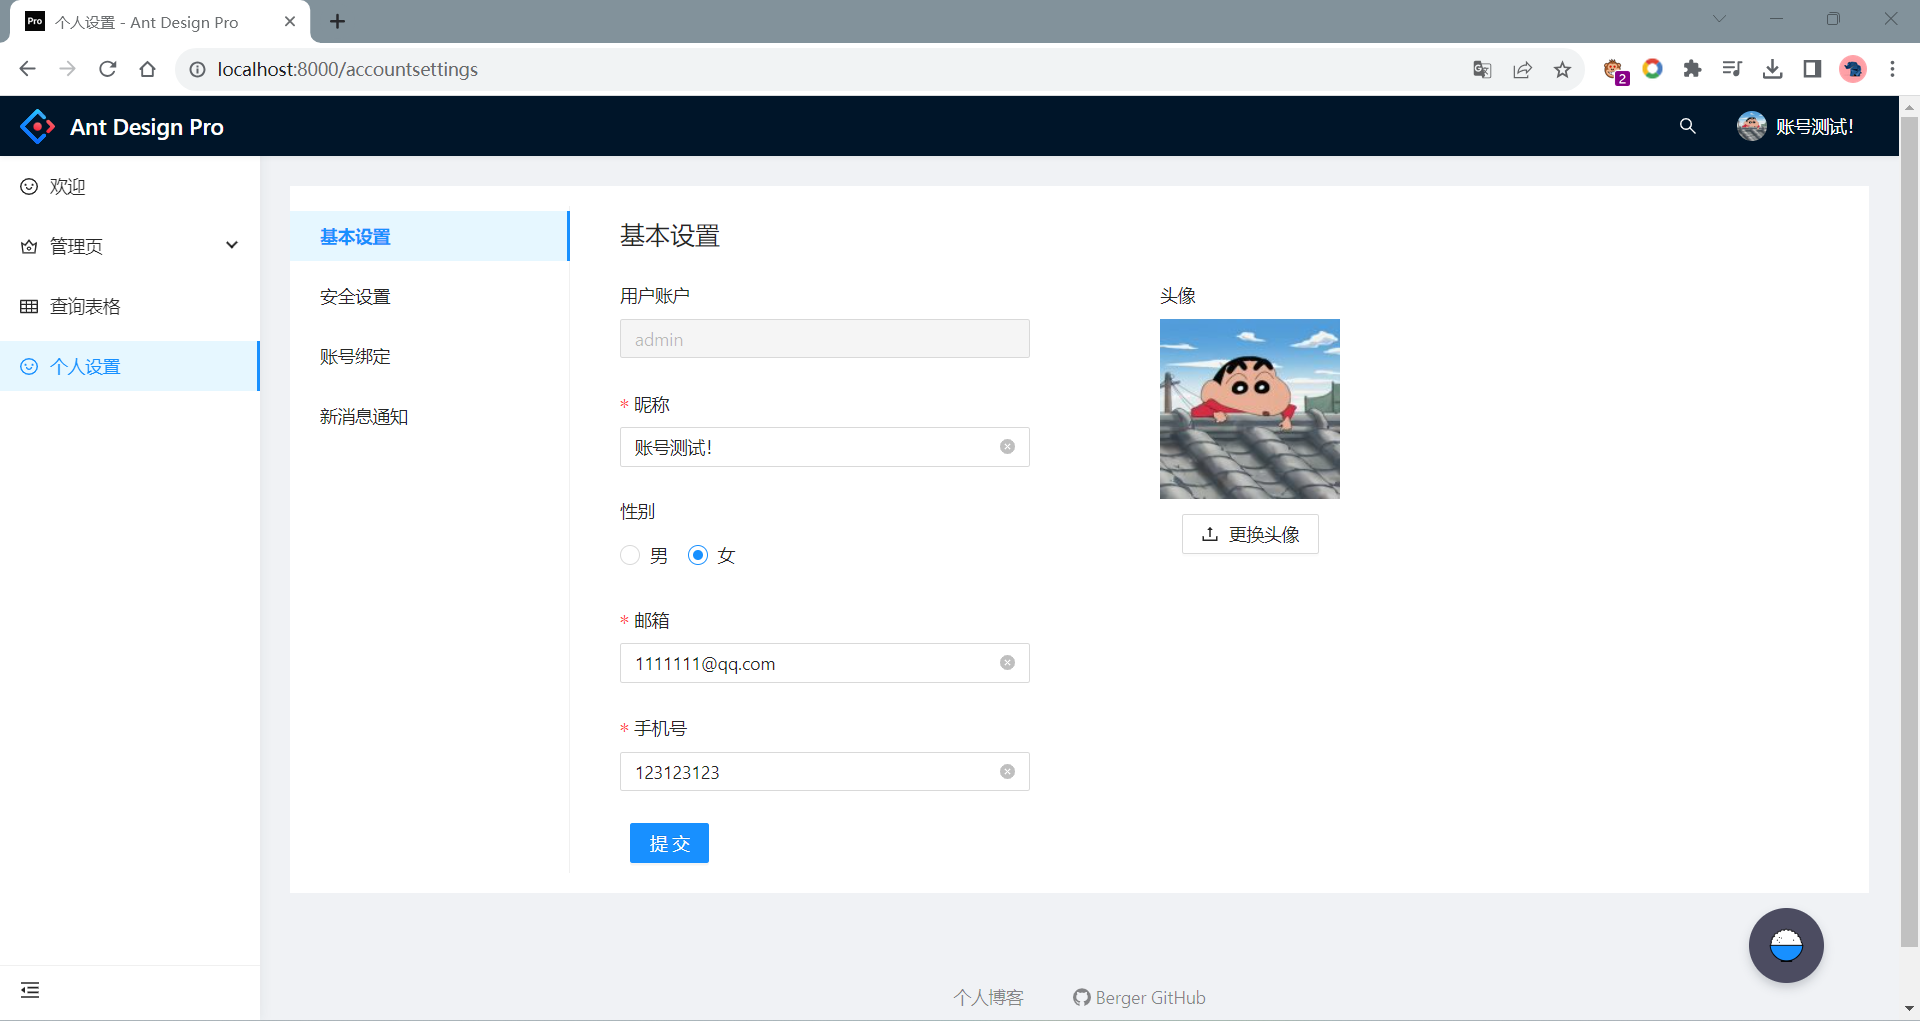 Pro 个人设置 - Ant Design Pro
localhost:8000/accountsettings
2
Ant Design Pro
账号测试!
欢迎
管理页
查询表格
个人设置
基本设置
安全设置
账号绑定
新消息通知
基本设置
用户账户
admin
* 昵称
账号测试!
性别
男 女
* 邮箱
1111111@qq.com
* 手机号
123123123
提 交
头像
更换头像
个人博客 Berger GitHub